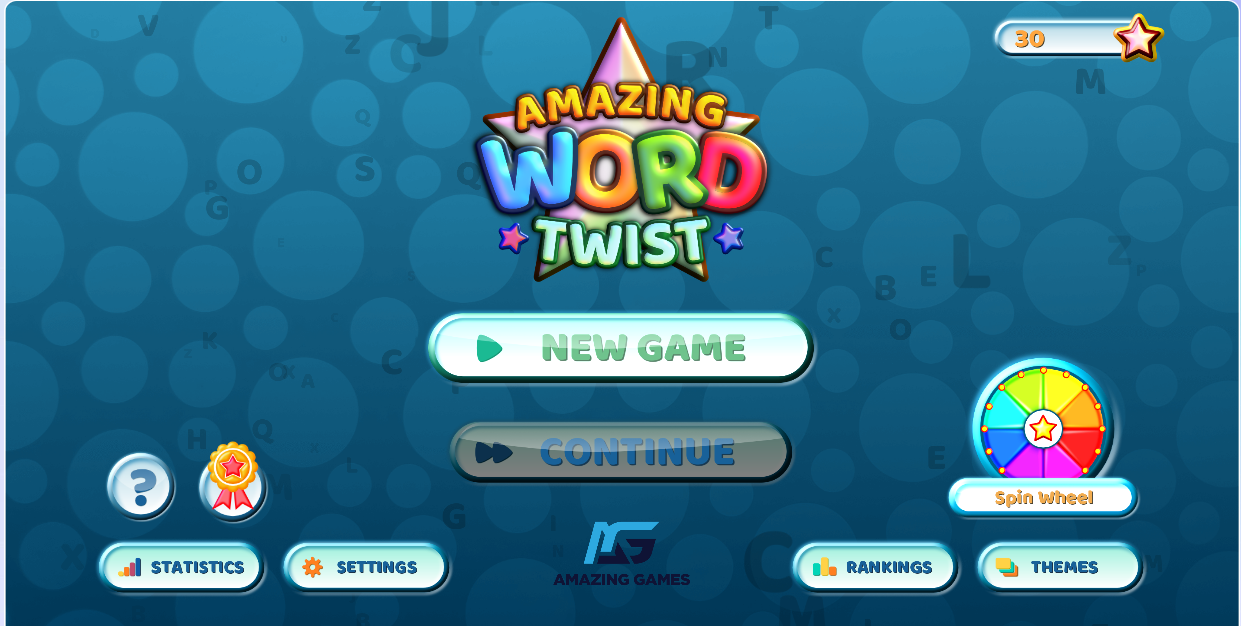 30
AMAZING
WORD
TWIST
NEW GAME
CONTINUE
?
Spin Wheel
STATISTICS
SETTINGS
RANKINGS
THEMES
AMAZING GAMES